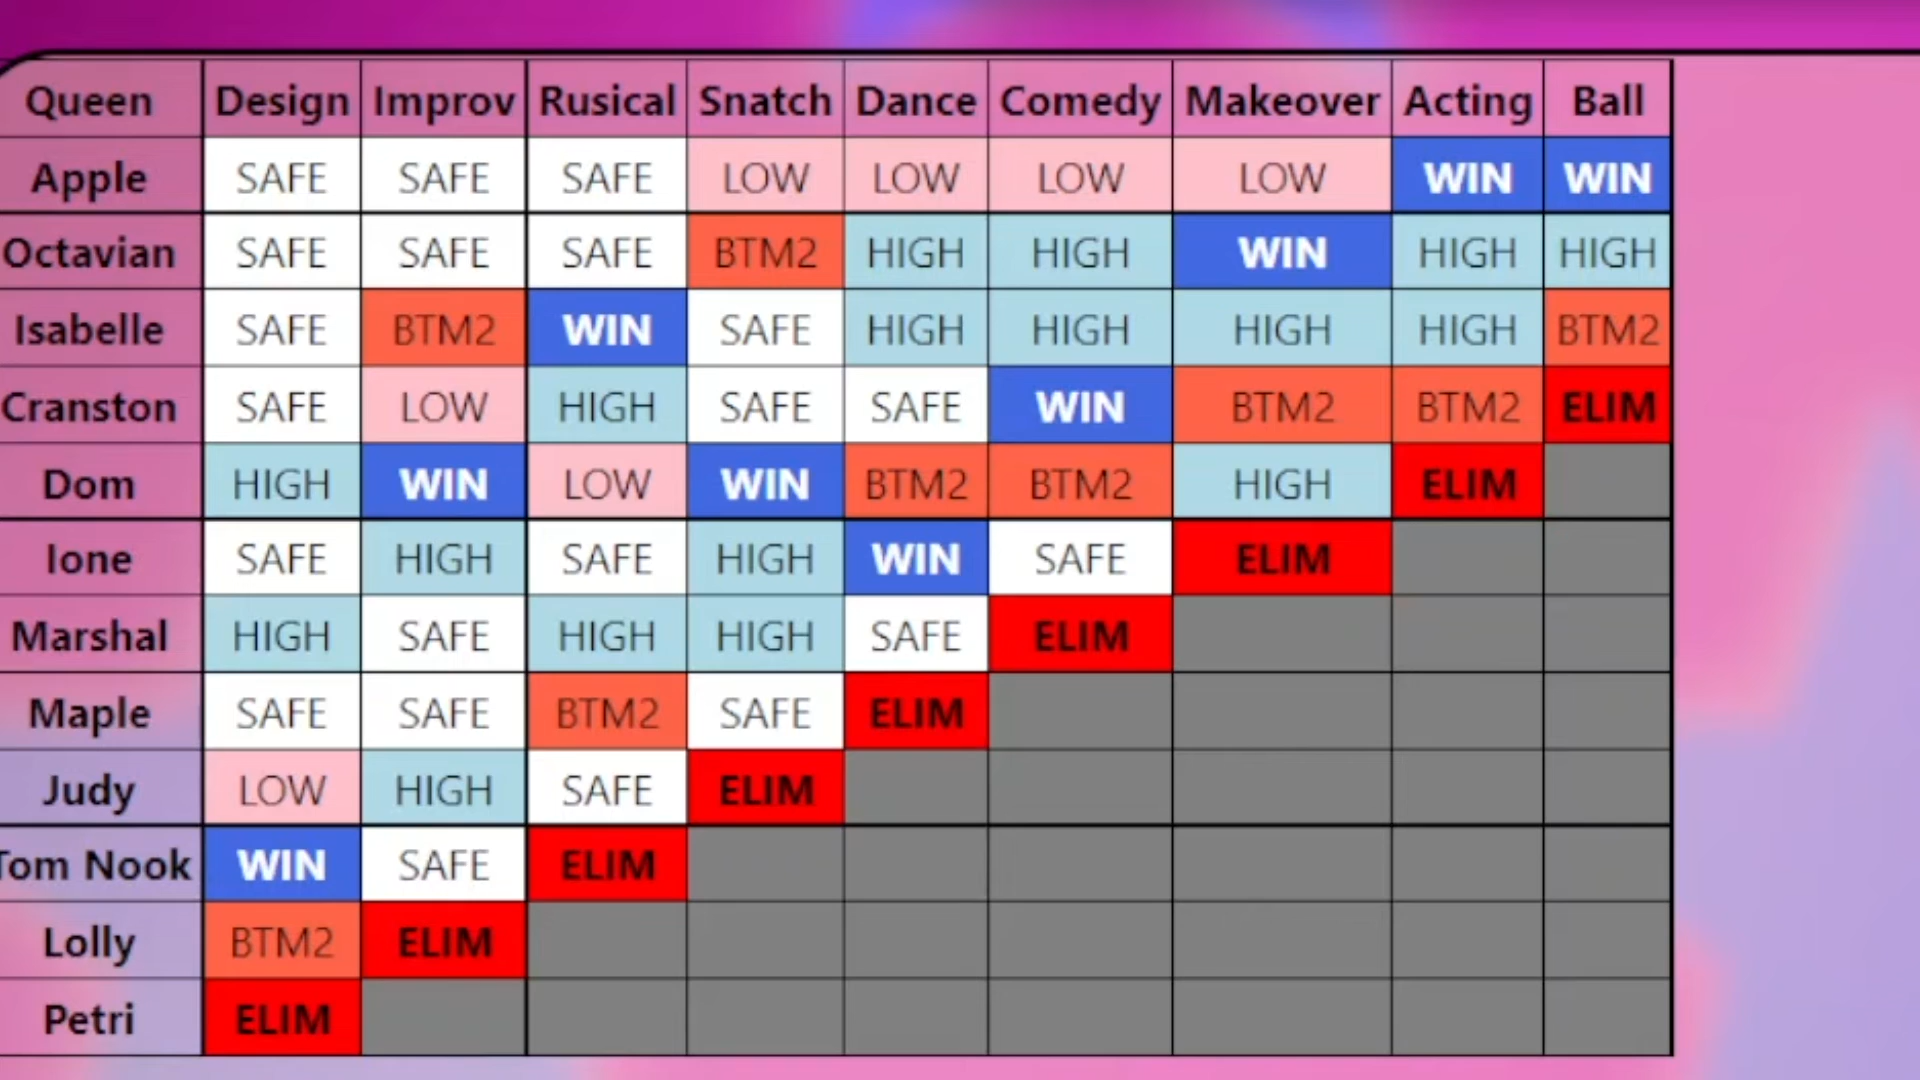 Queen Design Improv Rusical Snatch Dance Comedy Makeover Acting Ball
Apple SAFE SAFE SAFE LOW LOW LOW LOW WIN WIN
Octavian SAFE SAFE SAFE BTM2 HIGH HIGH WIN HIGH HIGH
Isabelle SAFE BTM2 WIN SAFE HIGH HIGH HIGH HIGH BTM2
Cranston SAFE LOW HIGH SAFE SAFE WIN BTM2 BTM2 ELIM
Dom HIGH WIN LOW WIN BTM2 BTM2 HIGH ELIM
Ione SAFE HIGH SAFE HIGH WIN SAFE ELIM
Marshal HIGH SAFE HIGH HIGH SAFE ELIM
Maple SAFE SAFE BTM2 SAFE ELIM
Judy LOW HIGH SAFE ELIM
Tom Nook WIN SAFE ELIM
Lolly BTM2 ELIM
Petri ELIM